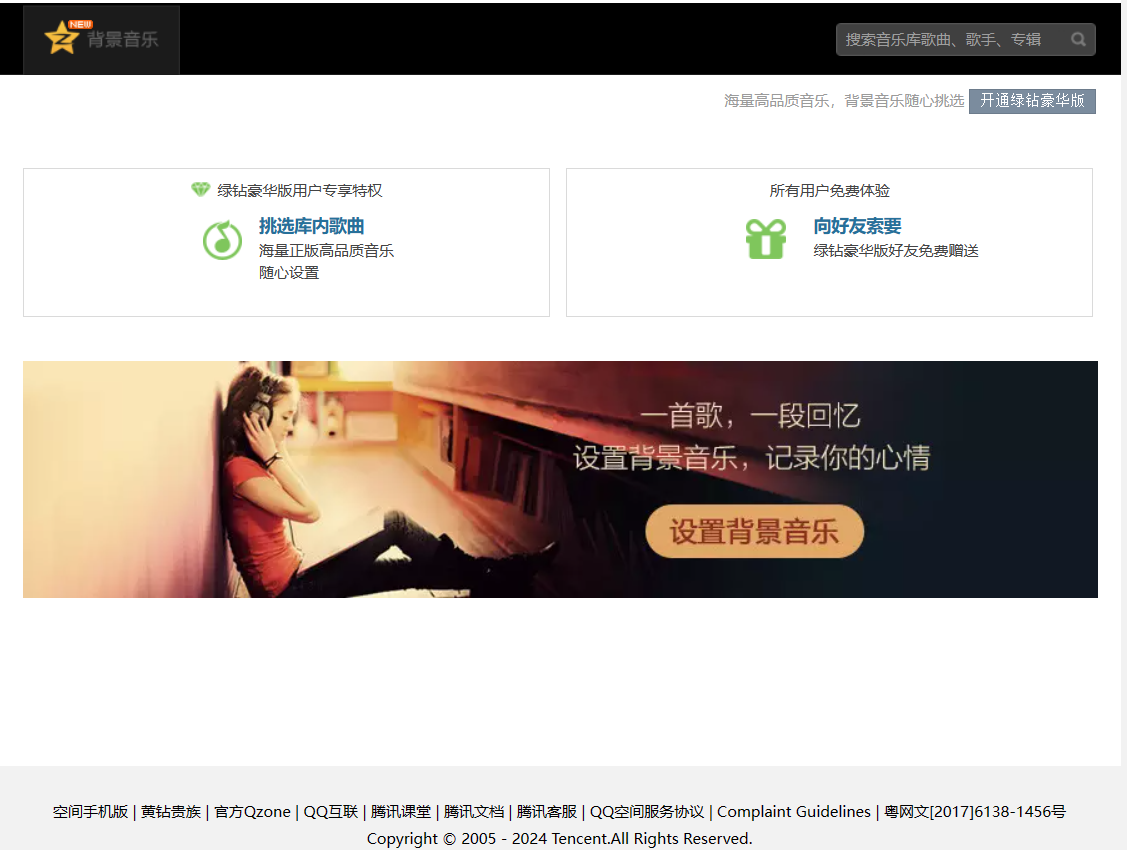 NEW
背景音乐
搜索音乐库歌曲、歌手、专辑
海量高品质音乐，背景音乐随心挑选 开通绿钻豪华版
绿钻豪华版用户专享特权
挑选库内歌曲
海量正版高品质音乐
随心设置
所有用户免费体验
向好友索要
绿钻豪华版好友免费赠送
一首歌，一段回忆
设置背景音乐，记录你的心情
设置背景音乐
空间手机版 | 黄钻贵族 | 官方Qzone | QQ互联 | 腾讯课堂 | 腾讯文档 | 腾讯客服 | QQ空间服务协议 | Complaint Guidelines | 粤网文[2017]6138-1456号
Copyright © 2005 - 2024 Tencent.All Rights Reserved.